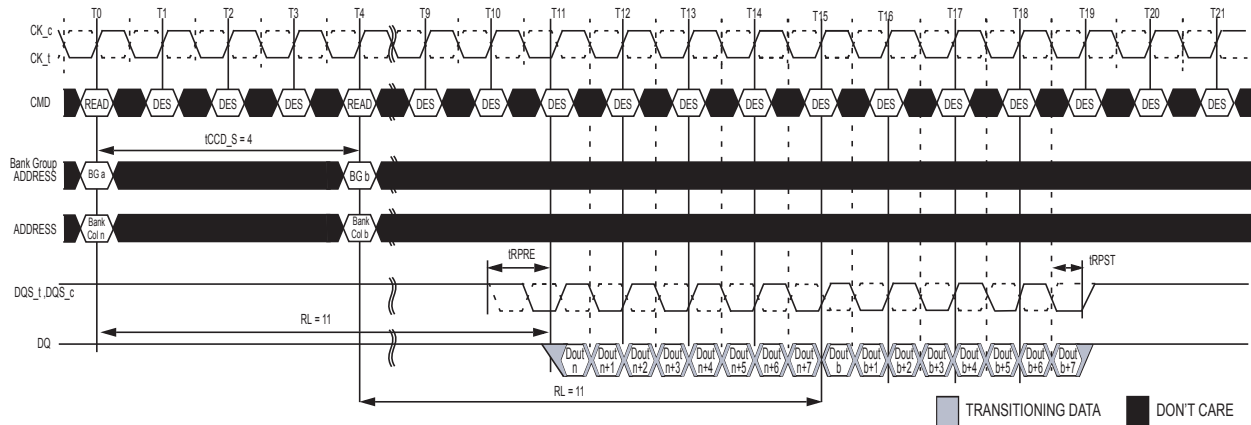 T0 T1 T2 T3 T4 T9 T10 T11 T12 T13 T14 T15 T16 T17 T18 T19 T20 T21
CK_c
CK_t
CMD READ DES DES DES READ DES DES DES DES DES DES DES DES DES DES DES DES DES
tCCD_S = 4
Bank Group
ADDRESS BG a BG b
ADDRESS Bank
Col n Bank
Col b
tRPRE tRPST
DQS_t ,DQS_c
RL = 11
DQ Dout
n Dout
n+1 Dout
n+2 Dout
n+3 Dout
n+4 Dout
n+5 Dout
n+6 Dout
n+7 Dout
b Dout
b+1 Dout
b+2 Dout
b+3 Dout
b+4 Dout
b+5 Dout
b+6 Dout
b+7
RL = 11
TRANSITIONING DATA DON'T CARE